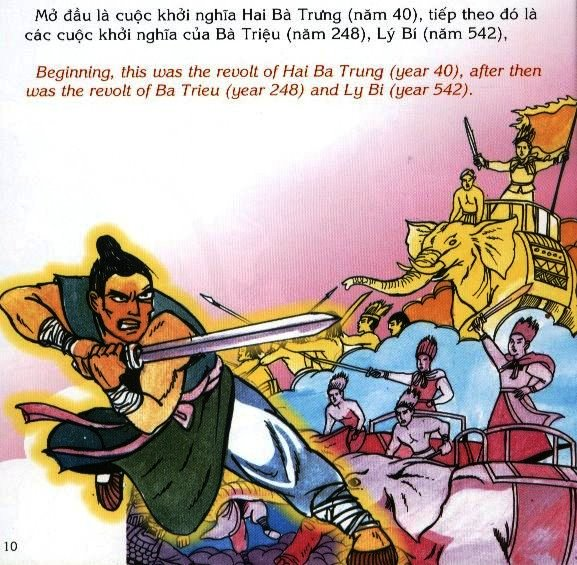 Mở đầu là cuộc khởi nghĩa Hai Bà Trưng (năm 40), tiếp theo đó là
các cuộc khởi nghĩa của Bà Triệu (năm 248), Lý Bí (năm 542),
Beginning, this was the revolt of Hai Ba Trung (year 40), after then
was the revolt of Ba Trieu (year 248) and Ly Bi (year 542).
10